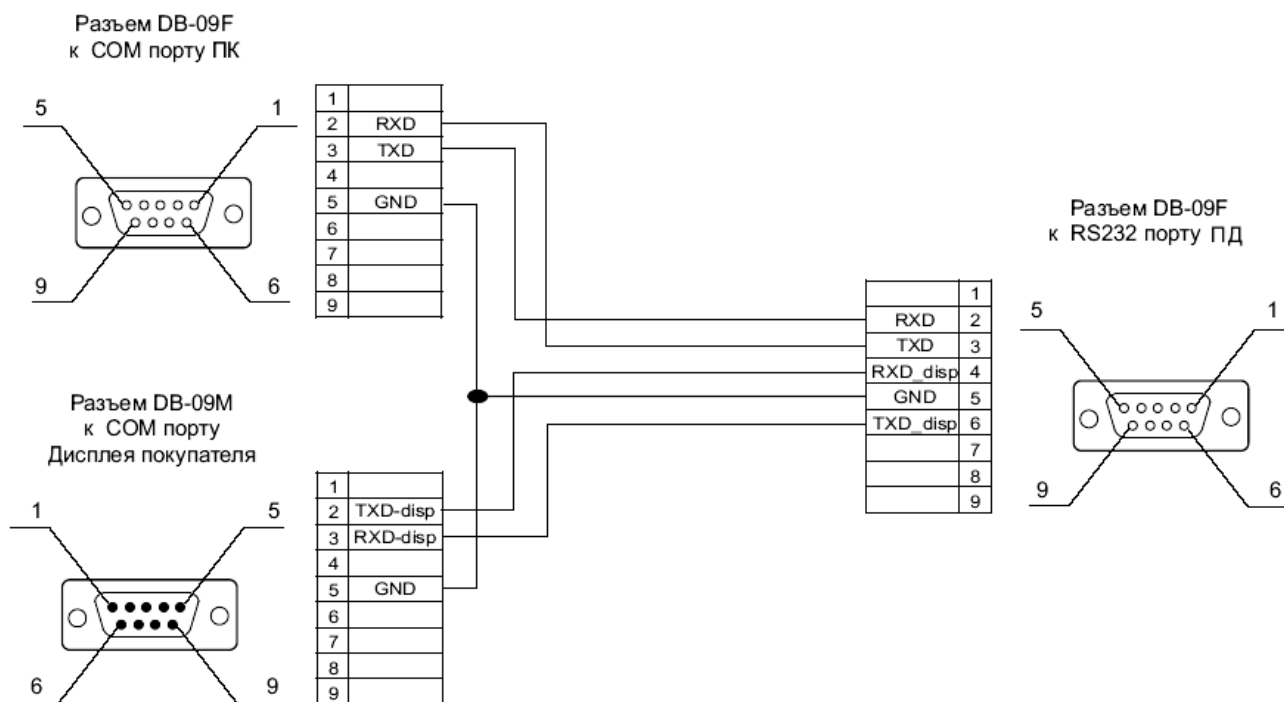 Разъем DB-09F
к COM порту ПК
5
1
9
6
1
2 RXD
3 TXD
4
5 GND
6
7
8
9
Разъем DB-09F
к RS232 порту ПД
1
RXD 2
TXD 3
RXD_disp 4
GND 5
TXD_disp 6
7
8
9
5
1
9
6
Разъем DB-09M
к COM порту
Дисплея покупателя
1
5
6
9
1
2 TXD-disp
3 RXD-disp
4
5 GND
6
7
8
9